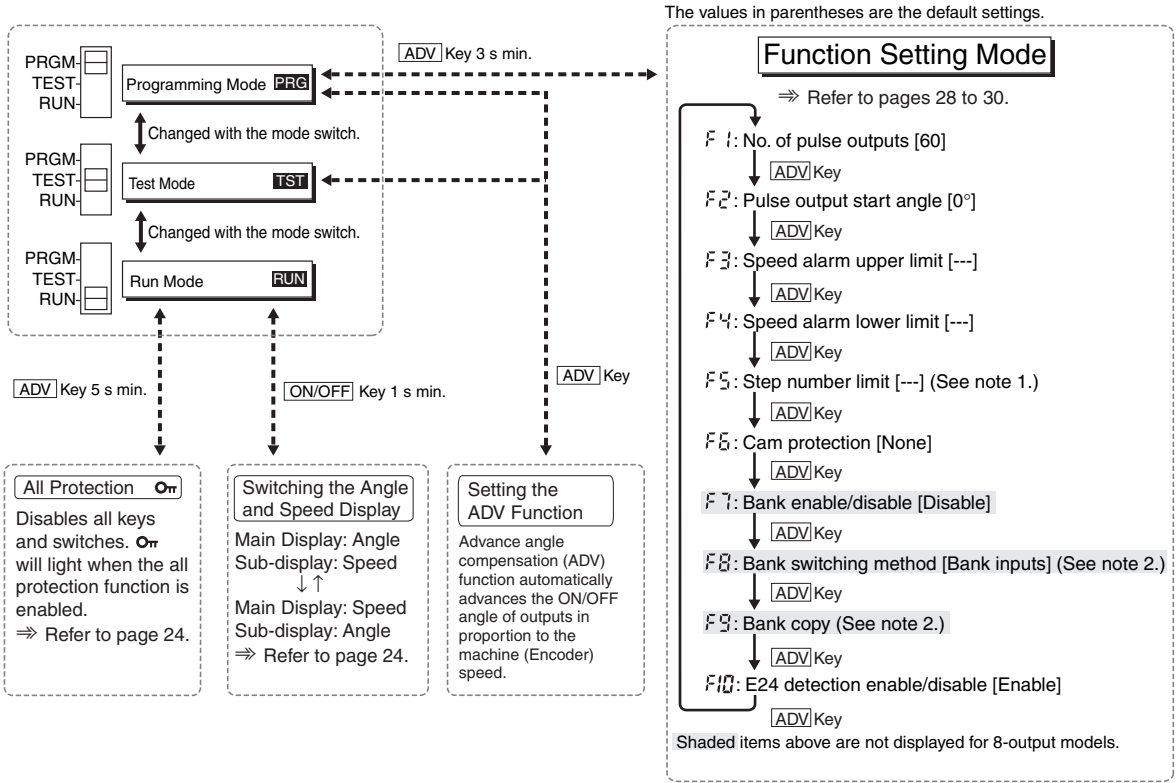 The values in parentheses are the default settings.
PRGM
TEST
RUN
Programming Mode PRG
ADV Key 3 s min.
Changed with the mode switch.
PRGM
TEST
RUN
Test Mode TST
Changed with the mode switch.
PRGM
TEST
RUN
Run Mode RUN
ADV Key 5 s min.
ON/OFF Key 1 s min.
ADV Key
All Protection
Disables all keys
and switches.
will light when the all
protection function is
enabled.
⇒ Refer to page 24.
Switching the Angle
and Speed Display
Main Display: Angle
Sub-display: Speed
↓ ↑
Main Display: Speed
Sub-display: Angle
⇒ Refer to page 24.
Setting the
ADV Function
Advance angle
compensation (ADV)
function automatically
advances the ON/OFF
angle of outputs in
proportion to the
machine (Encoder)
speed.
Function Setting Mode
⇒ Refer to pages 28 to 30.
F1: No. of pulse outputs [60]
ADV Key
F2: Pulse output start angle [0°]
ADV Key
F3: Speed alarm upper limit [---]
ADV Key
F4: Speed alarm lower limit [---]
ADV Key
F5: Step number limit [---] (See note 1.)
ADV Key
F6: Cam protection [None]
ADV Key
F7: Bank enable/disable [Disable]
ADV Key
F8: Bank switching method [Bank inputs] (See note 2.)
ADV Key
F9: Bank copy (See note 2.)
ADV Key
F10: E24 detection enable/disable [Enable]
ADV Key
Shaded items above are not displayed for 8-output models.